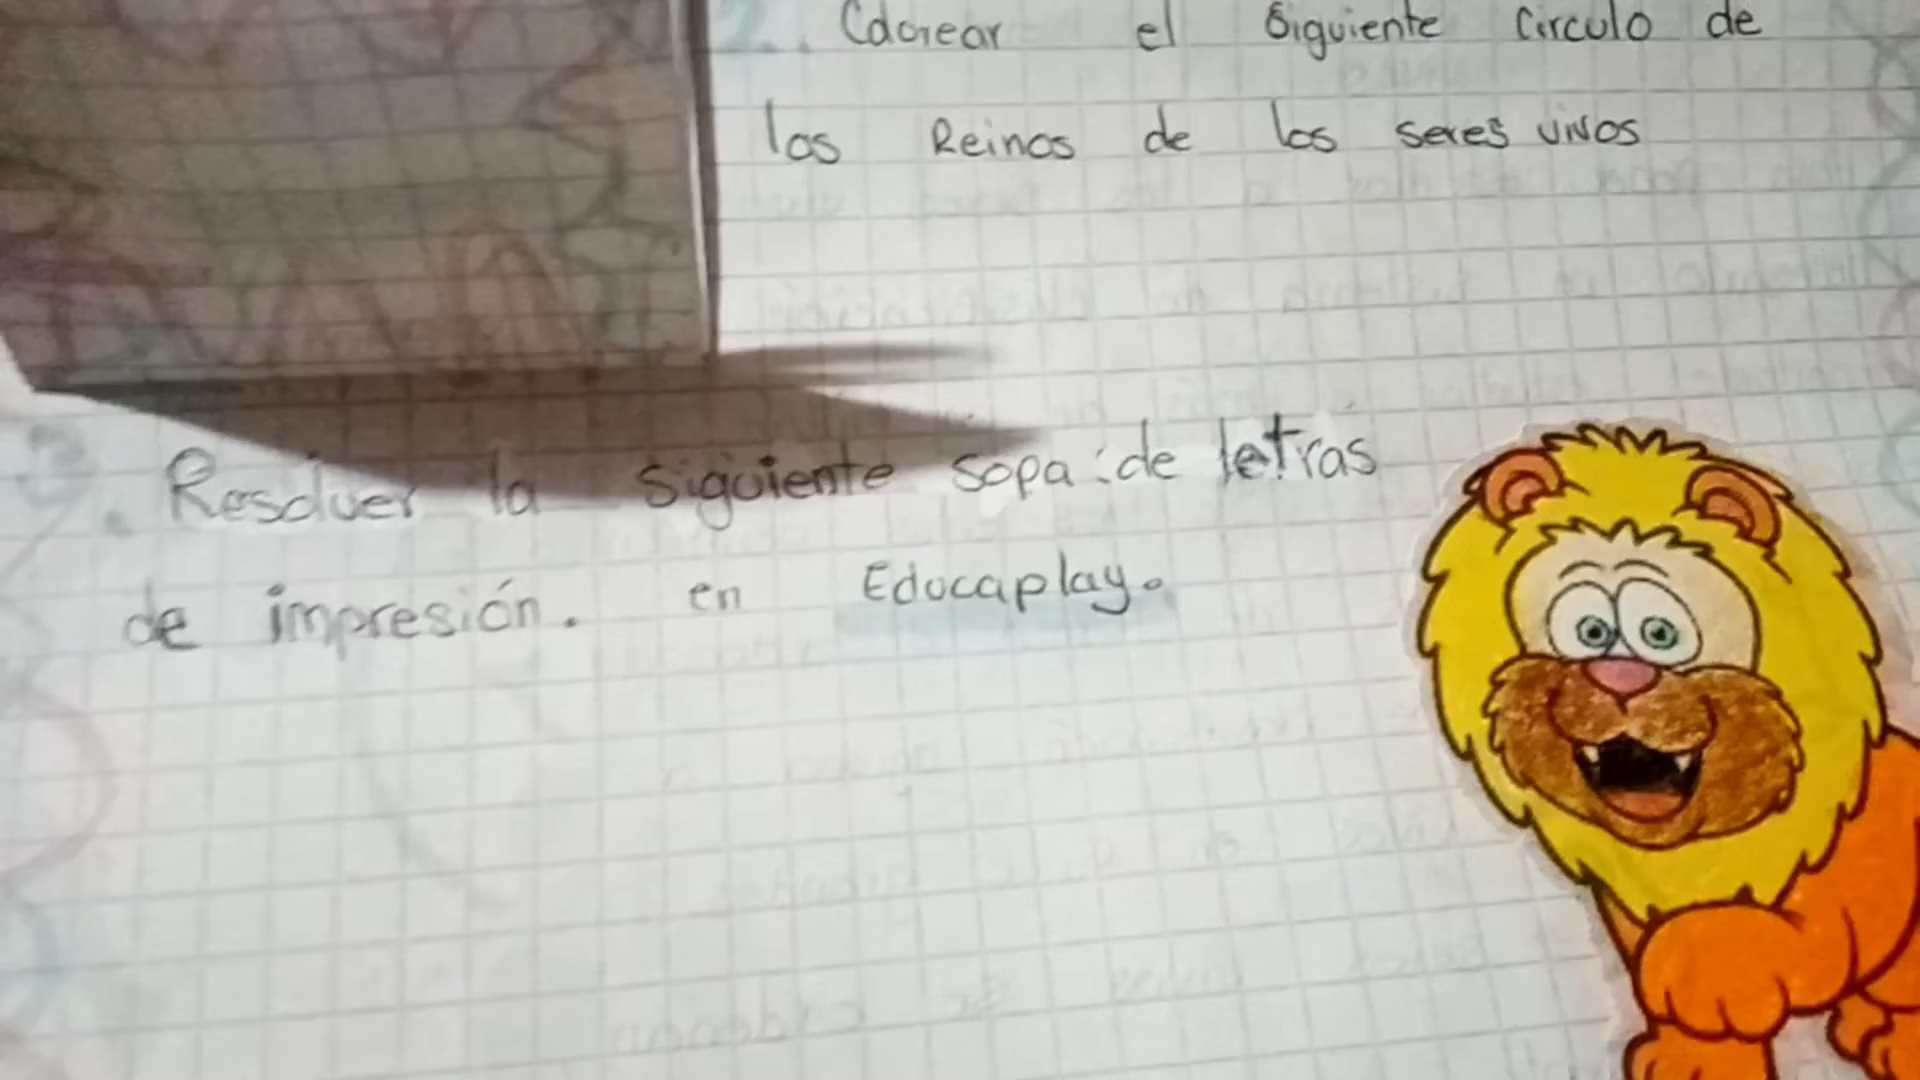 2. Colorear el siguiente circulo de
los Reinos de los seres vivos
Resolver la siguiente sopa de letras
de impresión. en Educaplay.